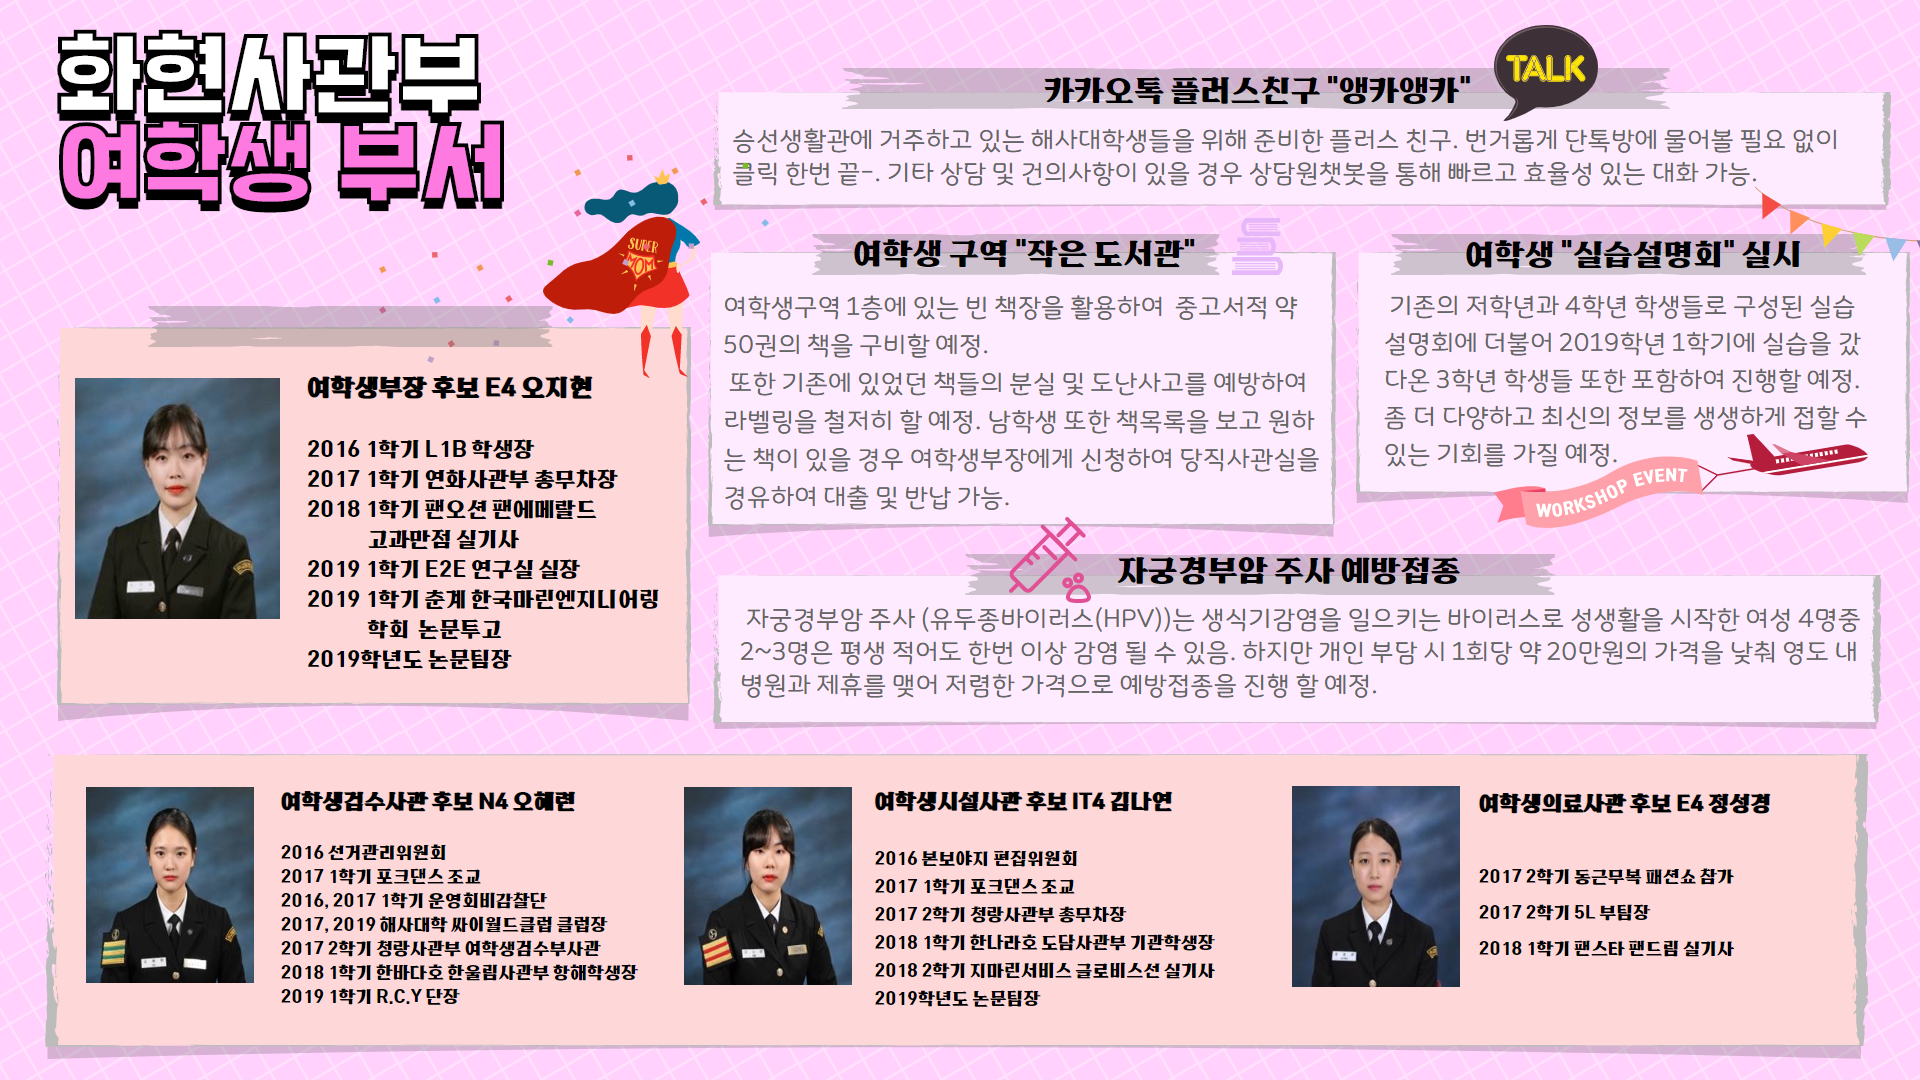 화현사관부
여학생 부서
SUPER
MOM
여학생부장 후보 E4 오지현
2016 1학기 L1B 학생장
2017 1학기 연화사관부 총무차장
2018 1학기 팬오션 팬에메랄드
고과만점 실기사
2019 1학기 E2E 연구실 실장
2019 1학기 춘계 한국마린엔지니어링
학회 논문투고
2019학년도 논문팀장
카카오톡 플러스친구 "앵카앵카"
TALK
승선생활관에 거주하고 있는 해사대학생들을 위해 준비한 플러스 친구. 번거롭게 단톡방에 물어볼 필요 없이
클릭 한번 끝-. 기타 상담 및 건의사항이 있을 경우 상담원챗봇을 통해 빠르고 효율성 있는 대화 가능.
여학생 구역 "작은 도서관"
여학생구역 1층에 있는 빈 책장을 활용하여 중고서적 약
50권의 책을 구비할 예정.
또한 기존에 있었던 책들의 분실 및 도난사고를 예방하여
라벨링을 철저히 할 예정. 남학생 또한 책목록을 보고 원하
는 책이 있을 경우 여학생부장에게 신청하여 당직사관실을
경유하여 대출 및 반납 가능.
여학생 "실습설명회" 실시
기존의 저학년과 4학년 학생들로 구성된 실습
설명회에 더불어 2019학년 1학기에 실습을 갔
다온 3학년 학생들 또한 포함하여 진행할 예정.
좀 더 다양하고 최신의 정보를 생생하게 접할 수
있는 기회를 가질 예정.
WORKSHOP EVENT
자궁경부암 주사 예방접종
자궁경부암 주사 (유두종바이러스(HPV))는 생식기감염을 일으키는 바이러스로 성생활을 시작한 여성 4명중
2~3명은 평생 적어도 한번 이상 감염 될 수 있음. 하지만 개인 부담 시 1회당 약 20만원의 가격을 낮춰 영도 내
병원과 제휴를 맺어 저렴한 가격으로 예방접종을 진행 할 예정.
여학생검수사관 후보 N4 오혜련
2016 선거관리위원회
2017 1학기 포크댄스 조교
2016, 2017 1학기 운영회비감찰단
2017, 2019 해사대학 싸이월드클럽 클럽장
2017 2학기 청랑사관부 여학생검수부사관
2018 1학기 한바다호 한울림사관부 항해학생장
2019 1학기 R.C.Y 단장
여학생시설사관 후보 IT4 김나연
2016 본보야지 편집위원회
2017 1학기 포크댄스 조교
2017 2학기 청랑사관부 총무차장
2018 1학기 한나라호 도담사관부 기관학생장
2018 2학기 지마린서비스 글로비스선 실기사
2019학년도 논문팀장
여학생의료사관 후보 E4 정성경
2017 2학기 동근무복 패션쇼 참가
2017 2학기 5L 부팀장
2018 1학기 팬스타 팬드림 실기사